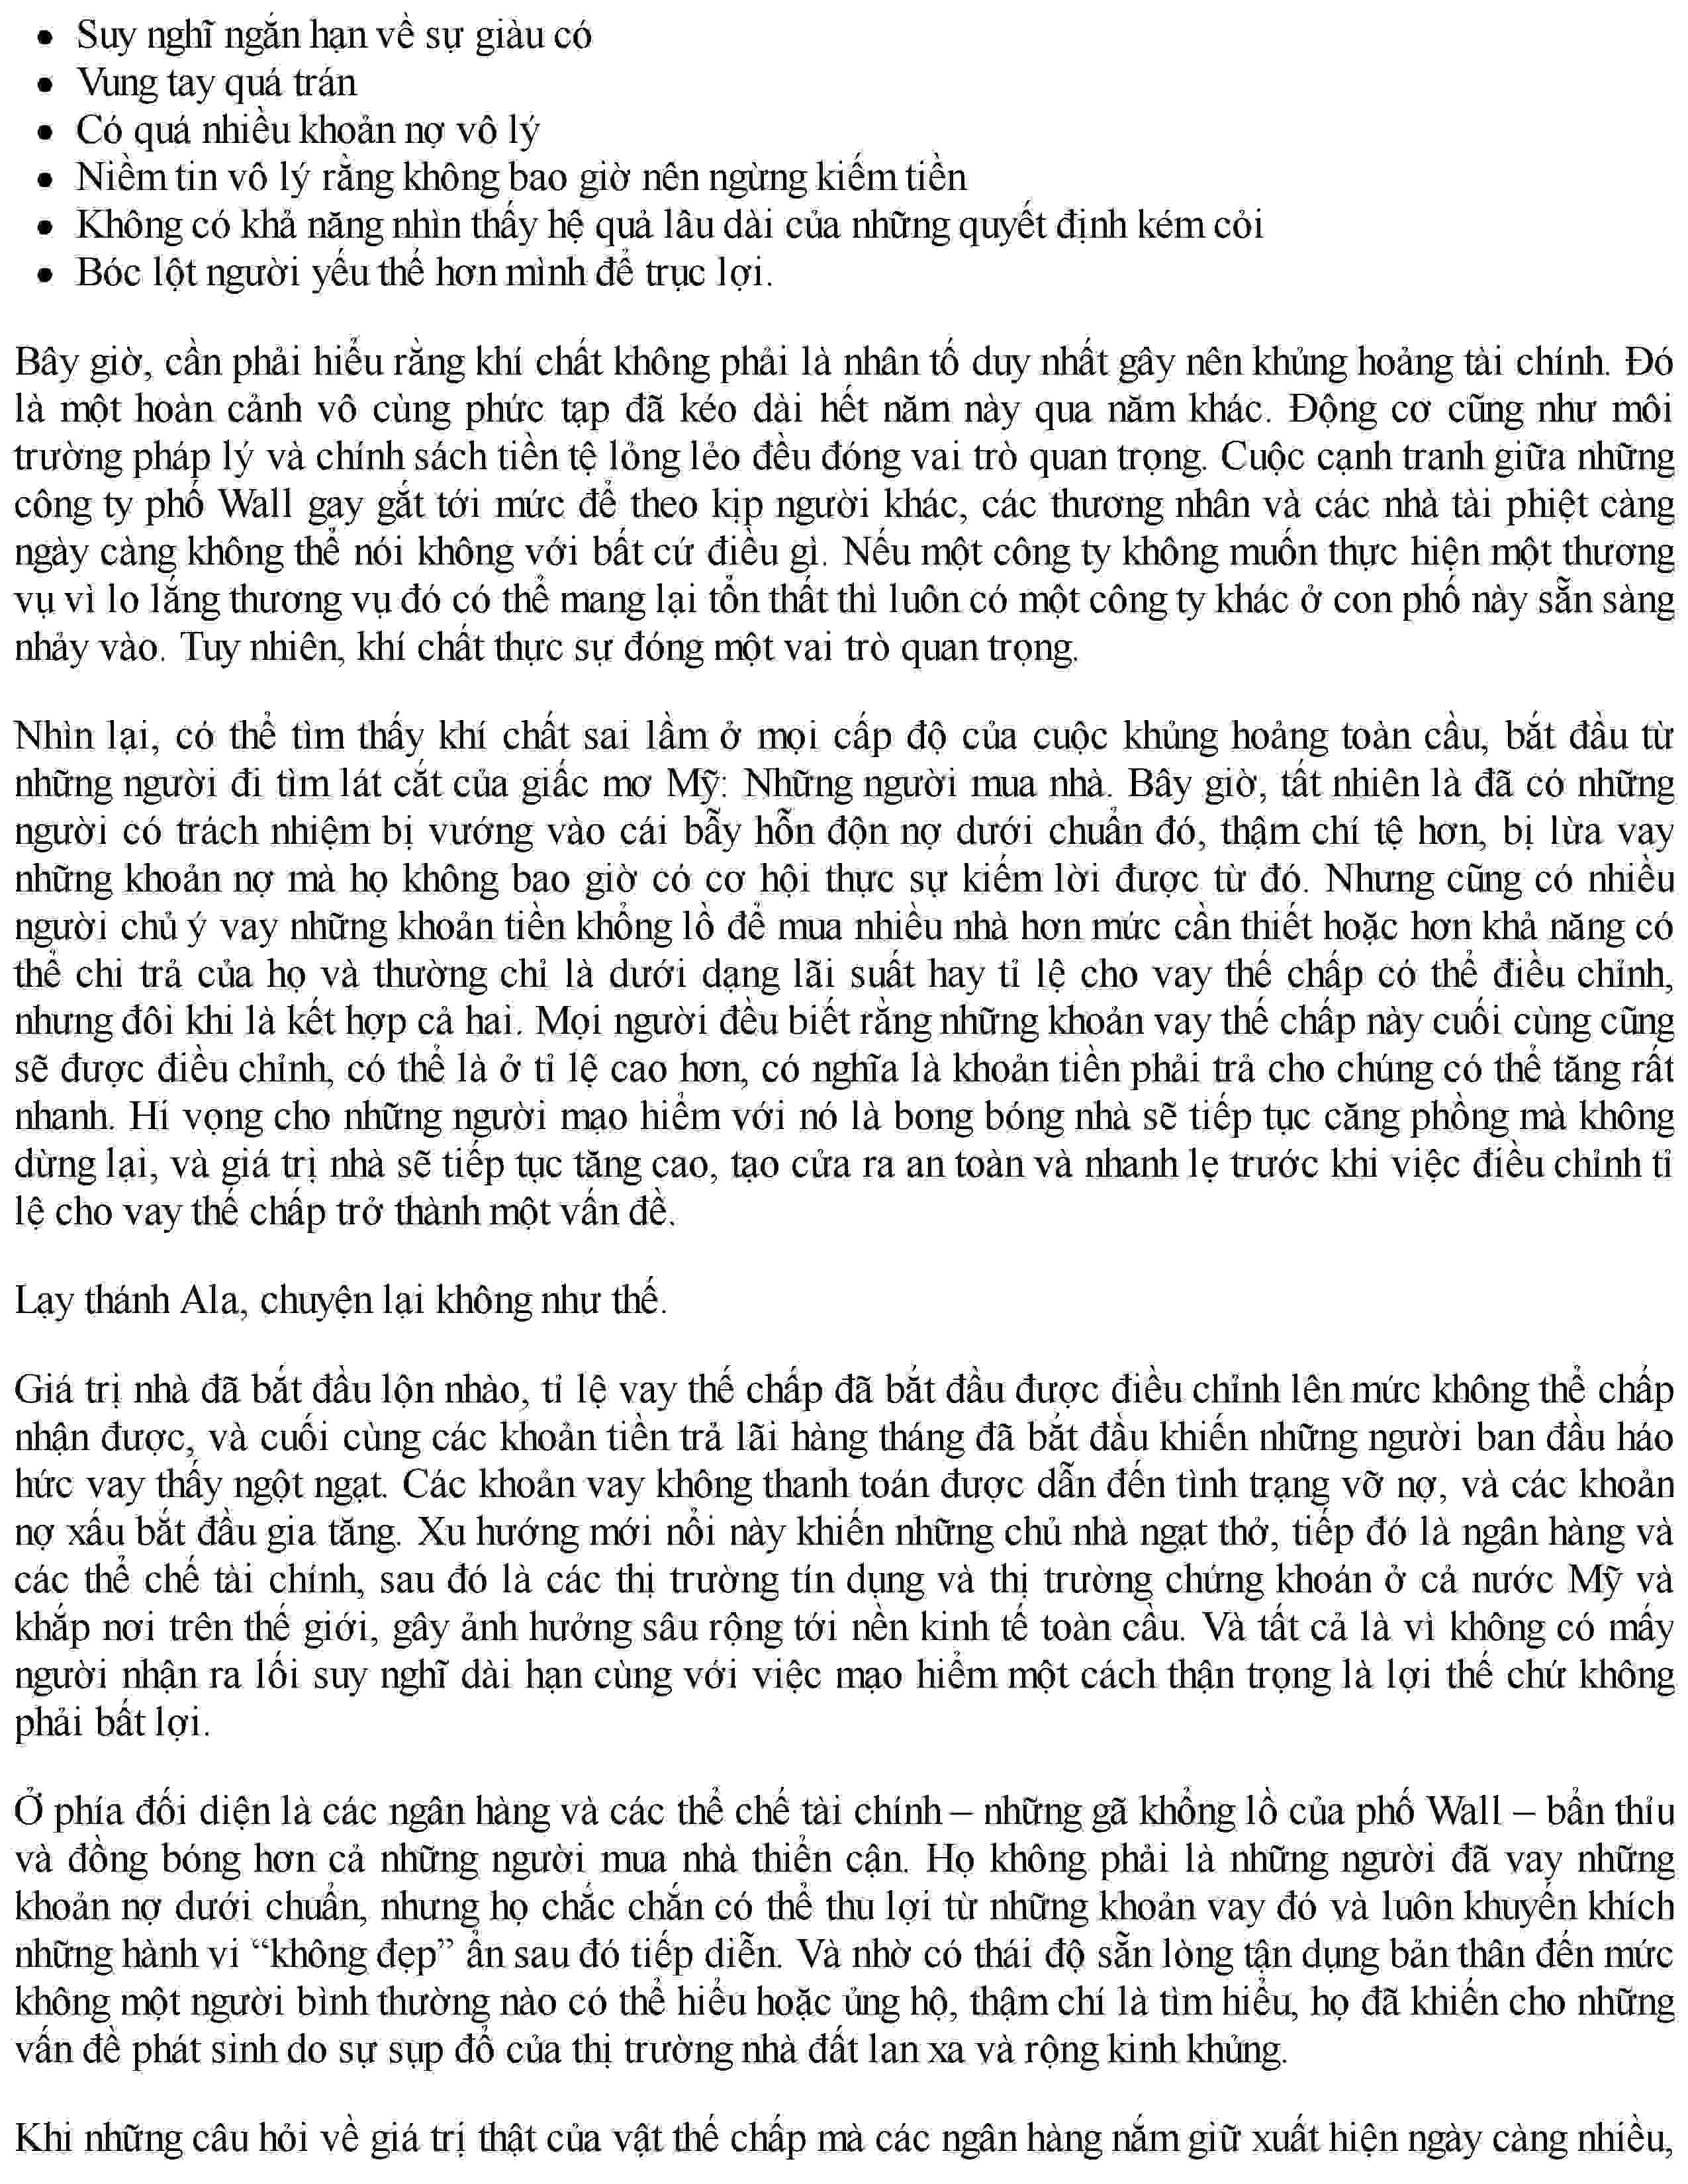 • Suy nghĩ ngắn hạn về sự giàu có
• Vung tay quá trán
• Có quá nhiều khoản nợ vô lý
• Niềm tin vô lý rằng không bao giờ nên ngừng kiếm tiền
• Không có khả năng nhìn thấy hệ quả lâu dài của những quyết định kém cỏi
• Bóc lột người yếu thế hơn mình để trục lợi.
Bây giờ, cần phải hiểu rằng khí chất không phải là nhân tố duy nhất gây nên khủng hoảng tài chính. Đó
là một hoàn cảnh vô cùng phức tạp đã kéo dài hết năm này qua năm khác. Động cơ cũng như môi
trường pháp lý và chính sách tiền tệ lỏng lẻo đều đóng vai trò quan trọng. Cuộc cạnh tranh giữa những
công ty phố Wall gay gắt tới mức để theo kịp người khác, các thương nhân và các nhà tài phiệt càng
ngày càng không thể nói không với bất cứ điều gì. Nếu một công ty không muốn thực hiện một thương
vụ vì lo lắng thương vụ đó có thể mang lại tổn thất thì luôn có một công ty khác ở con phố này sẵn sàng
nhảy vào. Tuy nhiên, khí chất thực sự đóng một vai trò quan trọng.
Nhìn lại, có thể tìm thấy khí chất sai lầm ở mọi cấp độ của cuộc khủng hoảng toàn cầu, bắt đầu từ
những người đi tìm lát cắt của giấc mơ Mỹ: Những người mua nhà. Bây giờ, tất nhiên là đã có những
người có trách nhiệm bị vướng vào cái bẫy hỗn độn nợ dưới chuẩn đó, thậm chí tệ hơn, bị lừa vay
những khoản nợ mà họ không bao giờ có cơ hội thực sự kiếm lời được từ đó. Nhưng cũng có nhiều
người chủ ý vay những khoản tiền khổng lồ để mua nhiều nhà hơn mức cần thiết hoặc hơn khả năng có
thể chi trả của họ và thường chỉ là dưới dạng lãi suất hay tỉ lệ cho vay thế chấp có thể điều chỉnh,
nhưng đôi khi là kết hợp cả hai. Mọi người đều biết rằng những khoản vay thế chấp này cuối cùng cũng
sẽ được điều chỉnh, có thể là ở tỉ lệ cao hơn, có nghĩa là khoản tiền phải trả cho chúng có thể tăng rất
nhanh. Hi vọng cho những người mạo hiểm với nó là bong bóng nhà sẽ tiếp tục căng phồng mà không
dừng lại, và giá trị nhà sẽ tiếp tục tăng cao, tạo cửa ra an toàn và nhanh lẹ trước khi việc điều chỉnh tỉ
lệ cho vay thế chấp trở thành một vấn đề.
Lạy thánh Ala, chuyện lại không như thế.
Giá trị nhà đã bắt đầu lộn nhào, tỉ lệ vay thế chấp đã bắt đầu được điều chỉnh lên mức không thể chấp
nhận được, và cuối cùng các khoản tiền trả lãi hàng tháng đã bắt đầu khiến những người ban đầu háo
hức vay thấy ngột ngạt. Các khoản vay không thanh toán được dẫn đến tình trạng vỡ nợ, và các khoản
nợ xấu bắt đầu gia tăng. Xu hướng mới nổi này khiến những chủ nhà ngạt thở, tiếp đó là ngân hàng và
các thể chế tài chính, sau đó là các thị trường tín dụng và thị trường chứng khoán ở cả nước Mỹ và
khắp nơi trên thế giới, gây ảnh hưởng sâu rộng tới nền kinh tế toàn cầu. Và tất cả là vì không có mấy
người nhận ra lối suy nghĩ dài hạn cùng với việc mạo hiểm một cách thận trọng là lợi thế chứ không
phải bất lợi.
Ở phía đối diện là các ngân hàng và các thể chế tài chính – những gã khổng lồ của phố Wall – bẩn thỉu
và đồng bóng hơn cả những người mua nhà thiển cận. Họ không phải là những người đã vay những
khoản nợ dưới chuẩn, nhưng họ chắc chắn có thể thu lợi từ những khoản vay đó và luôn khuyến khích
những hành vi “không đẹp” ẩn sau đó tiếp diễn. Và nhờ có thái độ sẵn lòng tận dụng bản thân đến mức
không một người bình thường nào có thể hiểu hoặc ủng hộ, thậm chí là tìm hiểu, họ đã khiến cho những
vấn đề phát sinh do sự sụp đổ của thị trường nhà đất lan xa và rộng kinh khủng.
Khi những câu hỏi về giá trị thật của vật thế chấp mà các ngân hàng nắm giữ xuất hiện ngày càng nhiều,